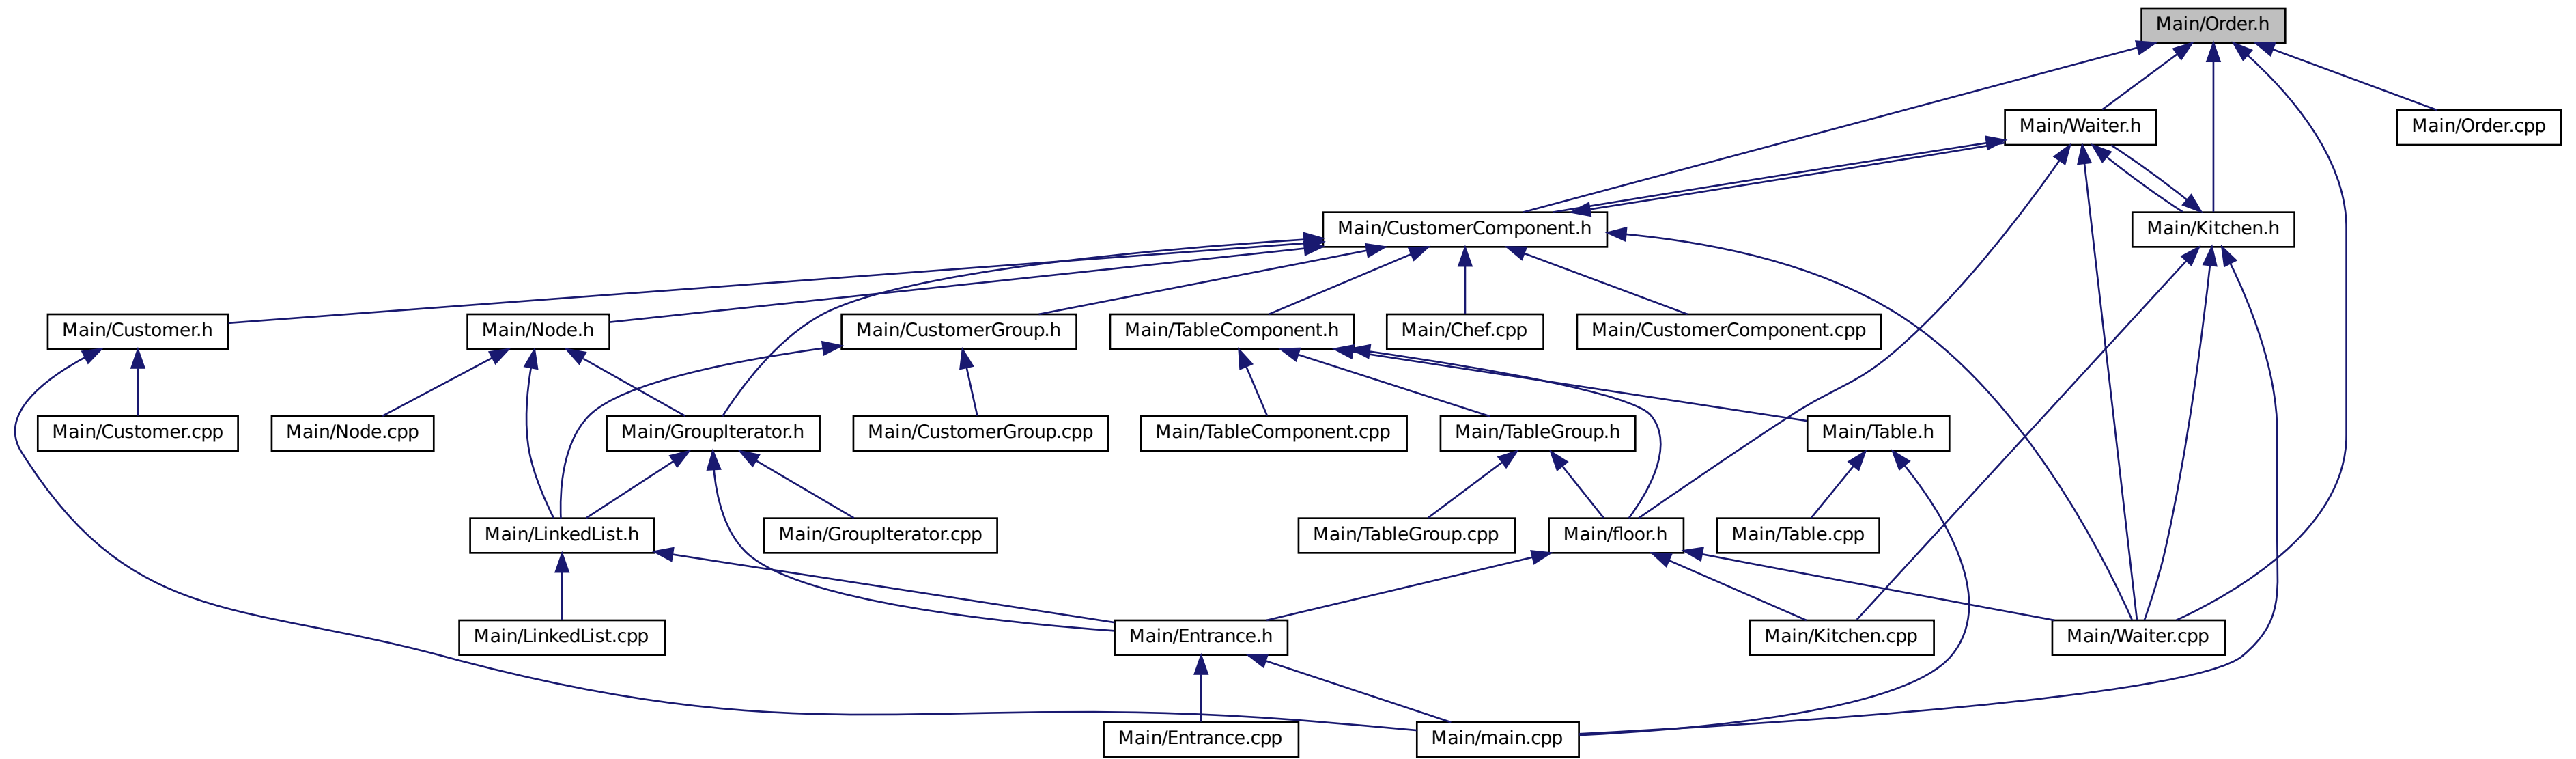 Main/Order.h
Main/Waiter.h
Main/Order.cpp
Main/CustomerComponent.h
Main/Kitchen.h
Main/Customer.h
Main/Node.h
Main/CustomerGroup.h
Main/TableComponent.h
Main/Chef.cpp
Main/CustomerComponent.cpp
Main/Customer.cpp
Main/Node.cpp
Main/GroupIterator.h
Main/CustomerGroup.cpp
Main/TableComponent.cpp
Main/TableGroup.h
Main/Table.h
Main/LinkedList.h
Main/GroupIterator.cpp
Main/TableGroup.cpp
Main/floor.h
Main/Table.cpp
Main/LinkedList.cpp
Main/Entrance.h
Main/Kitchen.cpp
Main/Waiter.cpp
Main/Entrance.cpp
Main/main.cpp